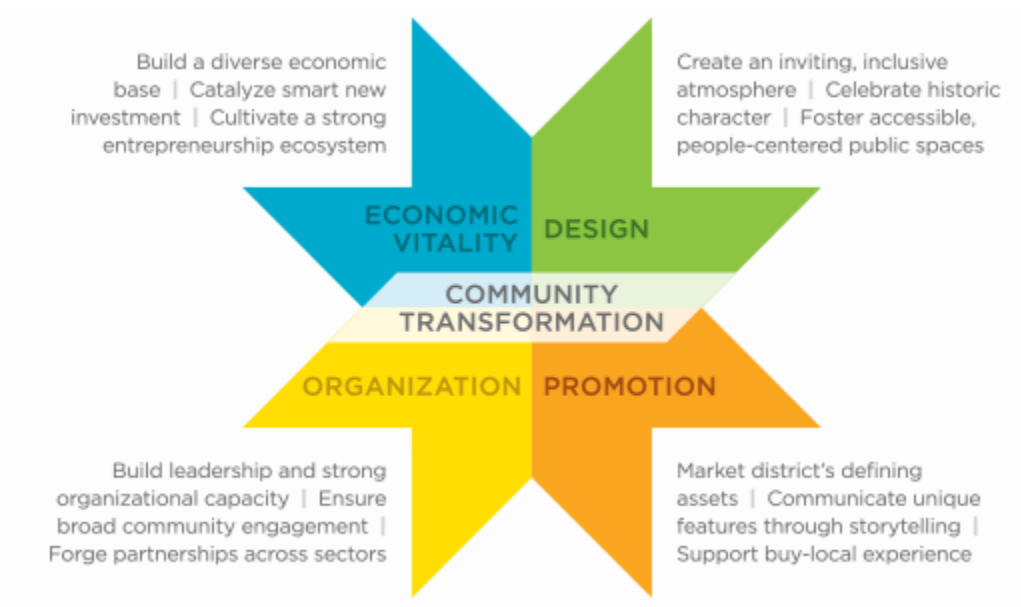 Build a diverse economic
base | Catalyze smart new
investment | Cultivate a strong
entrepreneurship ecosystem
Create an inviting, inclusive
atmosphere | Celebrate historic
character | Foster accessible,
people-centered public spaces
ECONOMIC
VITALITY
DESIGN
COMMUNITY
TRANSFORMATION
ORGANIZATION
PROMOTION
Build leadership and strong
organizational capacity | Ensure
broad community engagement |
Forge partnerships across sectors
Market district’s defining
assets | Communicate unique
features through storytelling |
Support buy-local experience